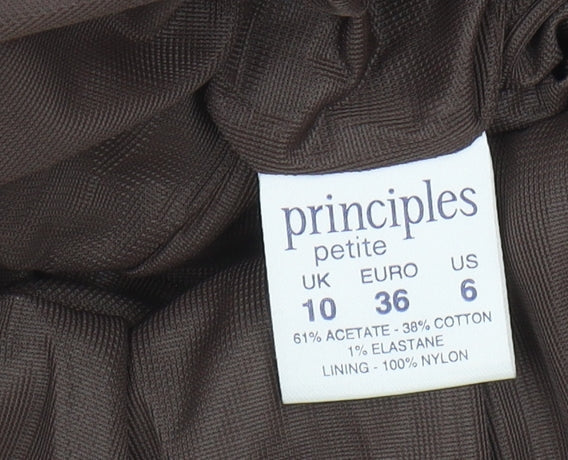 principles
petite
UK EURO US
10 36 6
61% ACETATE - 38% COTTON
1% ELASTANE
LINING - 100% NYLON